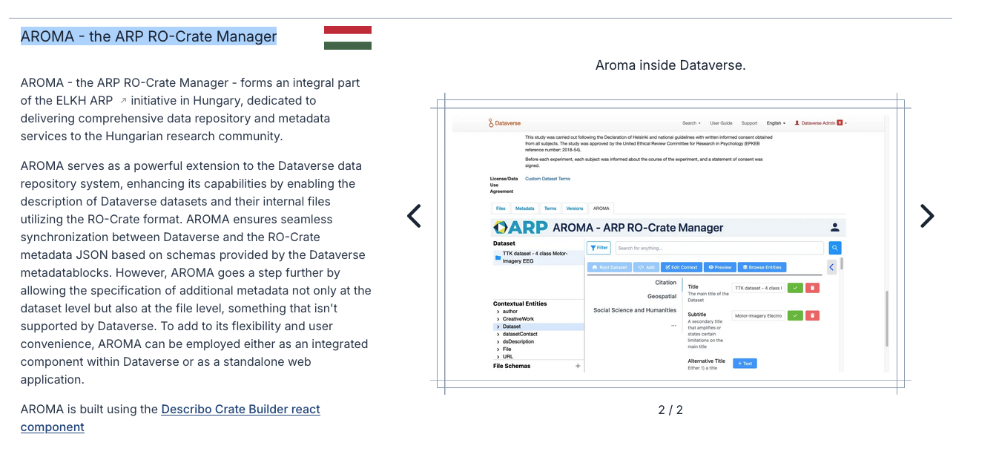 AROMA - the ARP RO-Crate Manager
AROMA - the ARP RO-Crate Manager - forms an integral part
of the ELKH ARP ↗ initiative in Hungary, dedicated to
delivering comprehensive data repository and metadata
services to the Hungarian research community.
AROMA serves as a powerful extension to the Dataverse data
repository system, enhancing its capabilities by enabling the
description of Dataverse datasets and their internal files
utilizing the RO-Crate format. AROMA ensures seamless
synchronization between Dataverse and the RO-Crate
metadata JSON based on schemas provided by the Dataverse
metadatablocks. However, AROMA goes a step further by
allowing the specification of additional metadata not only at the
dataset level but also at the file level, something that isn't
supported by Dataverse. To add to its flexibility and user
convenience, AROMA can be employed either as an integrated
component within Dataverse or as a standalone web
application.
AROMA is built using the Describo Crate Builder react
component
Aroma inside Dataverse.
Dataverse
Search
User Guide
Support
English
Dataverse Admin
This study was carried out following the Declaration of Helsinki and national guidelines with written informed consent obtained
from all subjects. The study was approved by the United Ethical Review Committee for Research in Psychology (EPKEB
reference number: 2018-54).
Before each experiment, each subject was informed about the course of the experiment, and a statement of consent was
signed.
License/Data
Use
Agreement
Custom Dataset Terms
Files
Metadata
Terms
Versions
AROMA
ARP AROMA - ARP RO-Crate Manager
Dataset
TTK dataset - 4 class Motor-
Imagery EEG
Filter
Search for anything...
Root Dataset
</> Add
Edit Context
Preview
Browse Entities
Citation
Geospatial
Social Science and Humanities
...
Title
The main title of the
Dataset
TTK dataset - 4 class I
Subtitle
A secondary title
that amplifies or
states certain
limitations on the
main title
Motor-Imagery Electro
Alternative Title
Either 1) a title
+ Text
Contextual Entities
author
CreativeWork
Dataset
datasetContact
dsDescription
File
URL
File Schemas +
2 / 2